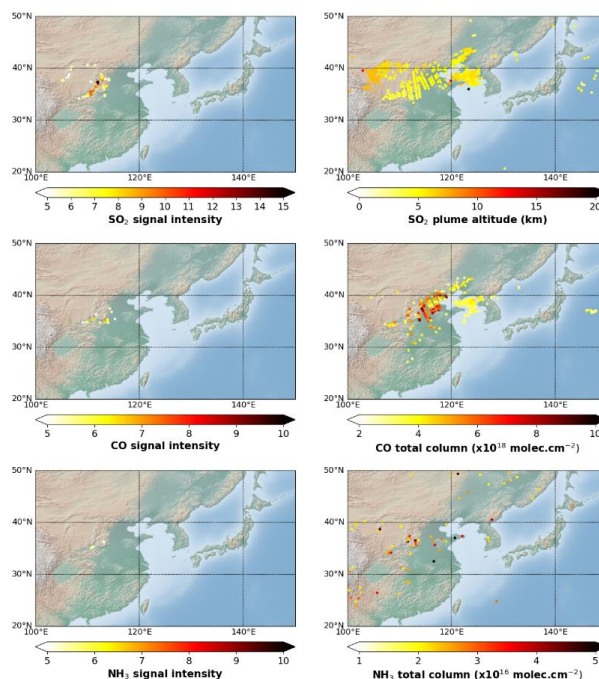 50°N
40°N
30°N
20°N
100°E 120°E 140°E
5 6 7 8 9 10 11 12 13 14 15
SO₂ signal intensity
50°N
40°N
30°N
20°N
100°E 120°E 140°E
0 5 10 15 20
SO₂ plume altitude (km)
50°N
40°N
30°N
20°N
100°E 120°E 140°E
5 6 7 8 9 10
CO signal intensity
50°N
40°N
30°N
20°N
100°E 120°E 140°E
2 4 6 8 10
CO total column (x10¹⁸ molec.cm⁻²)
50°N
40°N
30°N
20°N
100°E 120°E 140°E
5 6 7 8 9 10
NH₃ signal intensity
50°N
40°N
30°N
20°N
100°E 120°E 140°E
1 2 3 4 5
NH₃ total column (x10¹⁶ molec.cm⁻²)